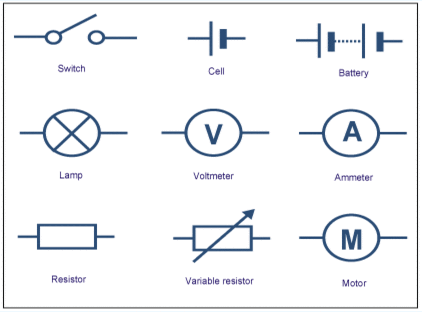 Switch
Cell
Battery
V
A
Lamp
Voltmeter
Ammeter
M
Resistor
Variable resistor
Motor